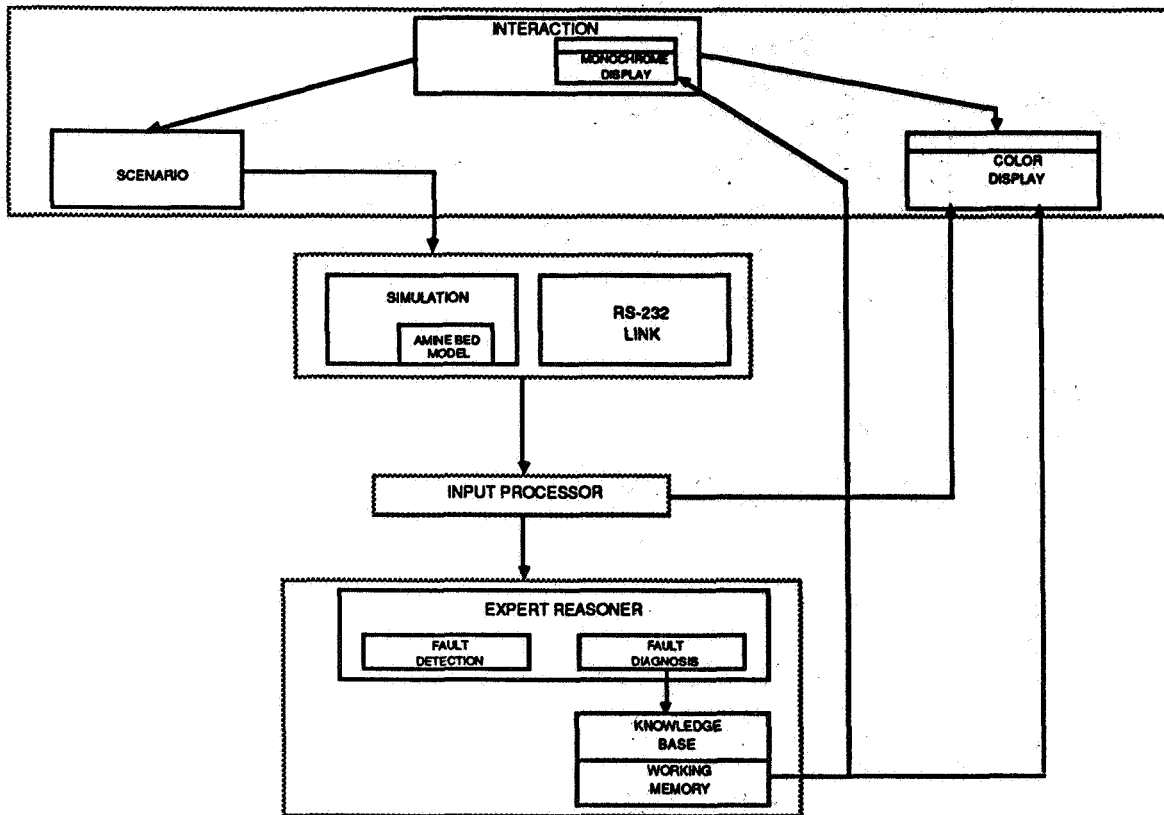 INTERACTION
MONOCHROME
DISPLAY
SCENARIO
COLOR
DISPLAY
SIMULATION
AMINE BED
MODEL
RS-232
LINK
INPUT PROCESSOR
EXPERT REASONER
FAULT
DETECTION
FAULT
DIAGNOSIS
KNOWLEDGE
BASE
WORKING
MEMORY